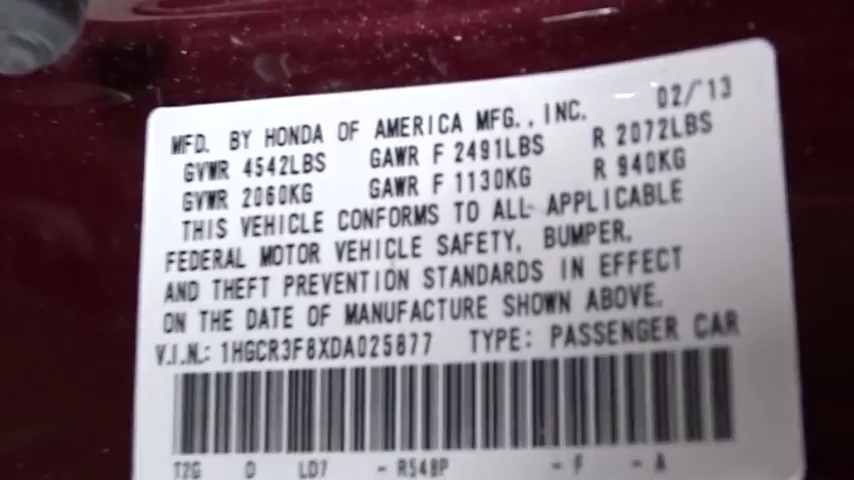 MFD. BY HONDA OF AMERICA MFG., INC. 02/'13
GVWR 4542LBS GAWR F 2491LBS R 2072LBS
GVWR 2060KG GAWR F 1130KG R 940KG
THIS VEHICLE CONFORMS TO ALL APPLICABLE
FEDERAL MOTOR VEHICLE SAFETY, BUMPER,
AND THEFT PREVENTION STANDARDS IN EFFECT
ON THE DATE OF MANUFACTURE SHOWN ABOVE.
V.I.N.: 1HGCR3F8XDA025877 TYPE: PASSENGER CAR
T2G D LD7 - R548P - F - A